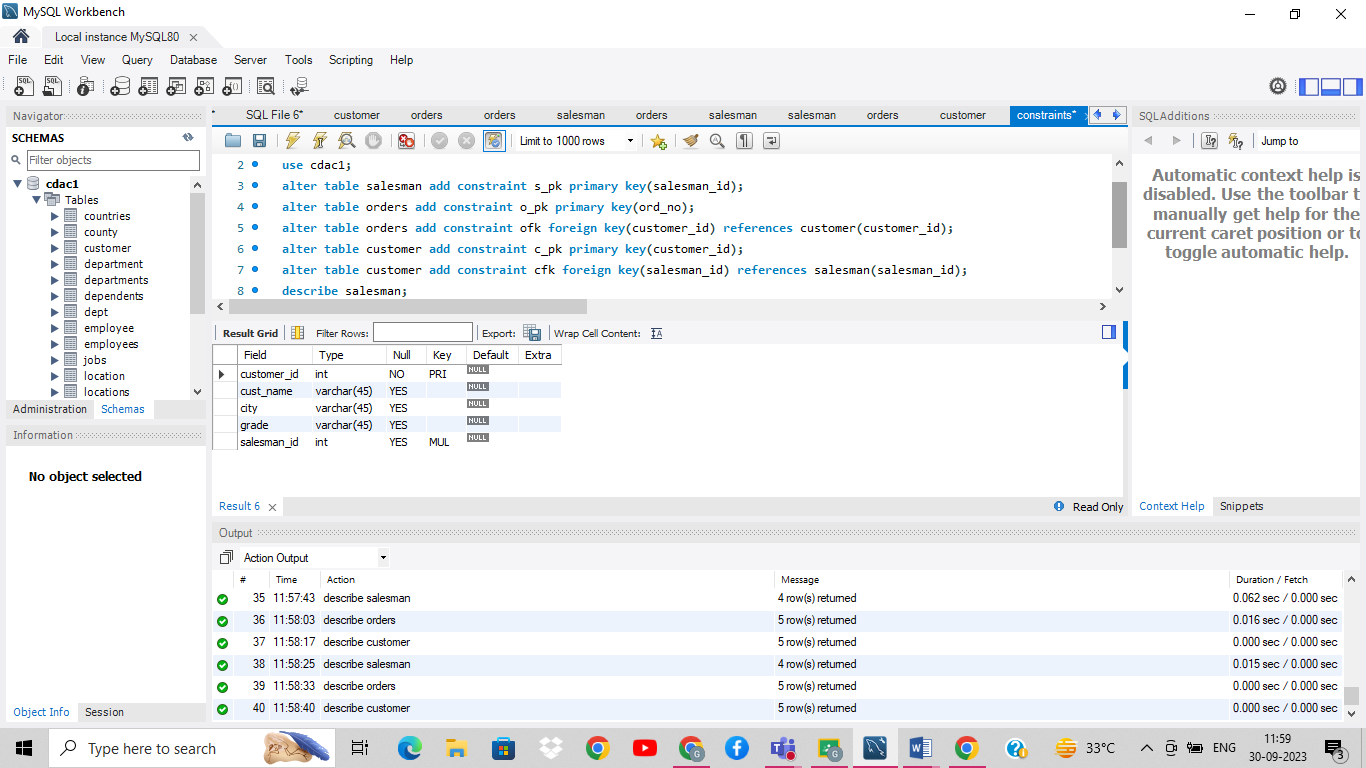 MySQL Workbench
Local instance MySQL80
File Edit View Query Database Server Tools Scripting Help
Navigator
SCHEMAS
Filter objects
cdac1
Tables
countries
county
customer
department
departments
dependents
dept
employee
employees
jobs
location
locations
Administration Schemas
Information
No object selected
Object Info Session
SQL File 6* customer orders orders salesman orders salesman salesman orders customer constraints*
Limit to 1000 rows
2 use cdac1;
3 alter table salesman add constraint s_pk primary key(salesman_id);
4 alter table orders add constraint o_pk primary key(ord_no);
5 alter table orders add constraint ofk foreign key(customer_id) references customer(customer_id);
6 alter table customer add constraint c_pk primary key(customer_id);
7 alter table customer add constraint cfk foreign key(salesman_id) references salesman(salesman_id);
8 describe salesman;
Result Grid Filter Rows: Export: Wrap Cell Content:
Field Type Null Key Default Extra
customer_id int NO PRI NULL
cust_name varchar(45) YES NULL
city varchar(45) YES NULL
grade varchar(45) YES NULL
salesman_id int YES MUL NULL
Result 6 Read Only
SQLAdditions
Jump to
Automatic context help is
disabled. Use the toolbar t
manually get help for the
current caret position or to
toggle automatic help.
Context Help Snippets
Output
Action Output
# Time Action Message Duration / Fetch
35 11:57:43 describe salesman 4 row(s) returned 0.062 sec / 0.000 sec
36 11:58:03 describe orders 5 row(s) returned 0.016 sec / 0.000 sec
37 11:58:17 describe customer 5 row(s) returned 0.000 sec / 0.000 sec
38 11:58:25 describe salesman 4 row(s) returned 0.015 sec / 0.000 sec
39 11:58:33 describe orders 5 row(s) returned 0.000 sec / 0.000 sec
40 11:58:40 describe customer 5 row(s) returned 0.000 sec / 0.000 sec
Type here to search
33°C ENG
11:59
30-09-2023
3